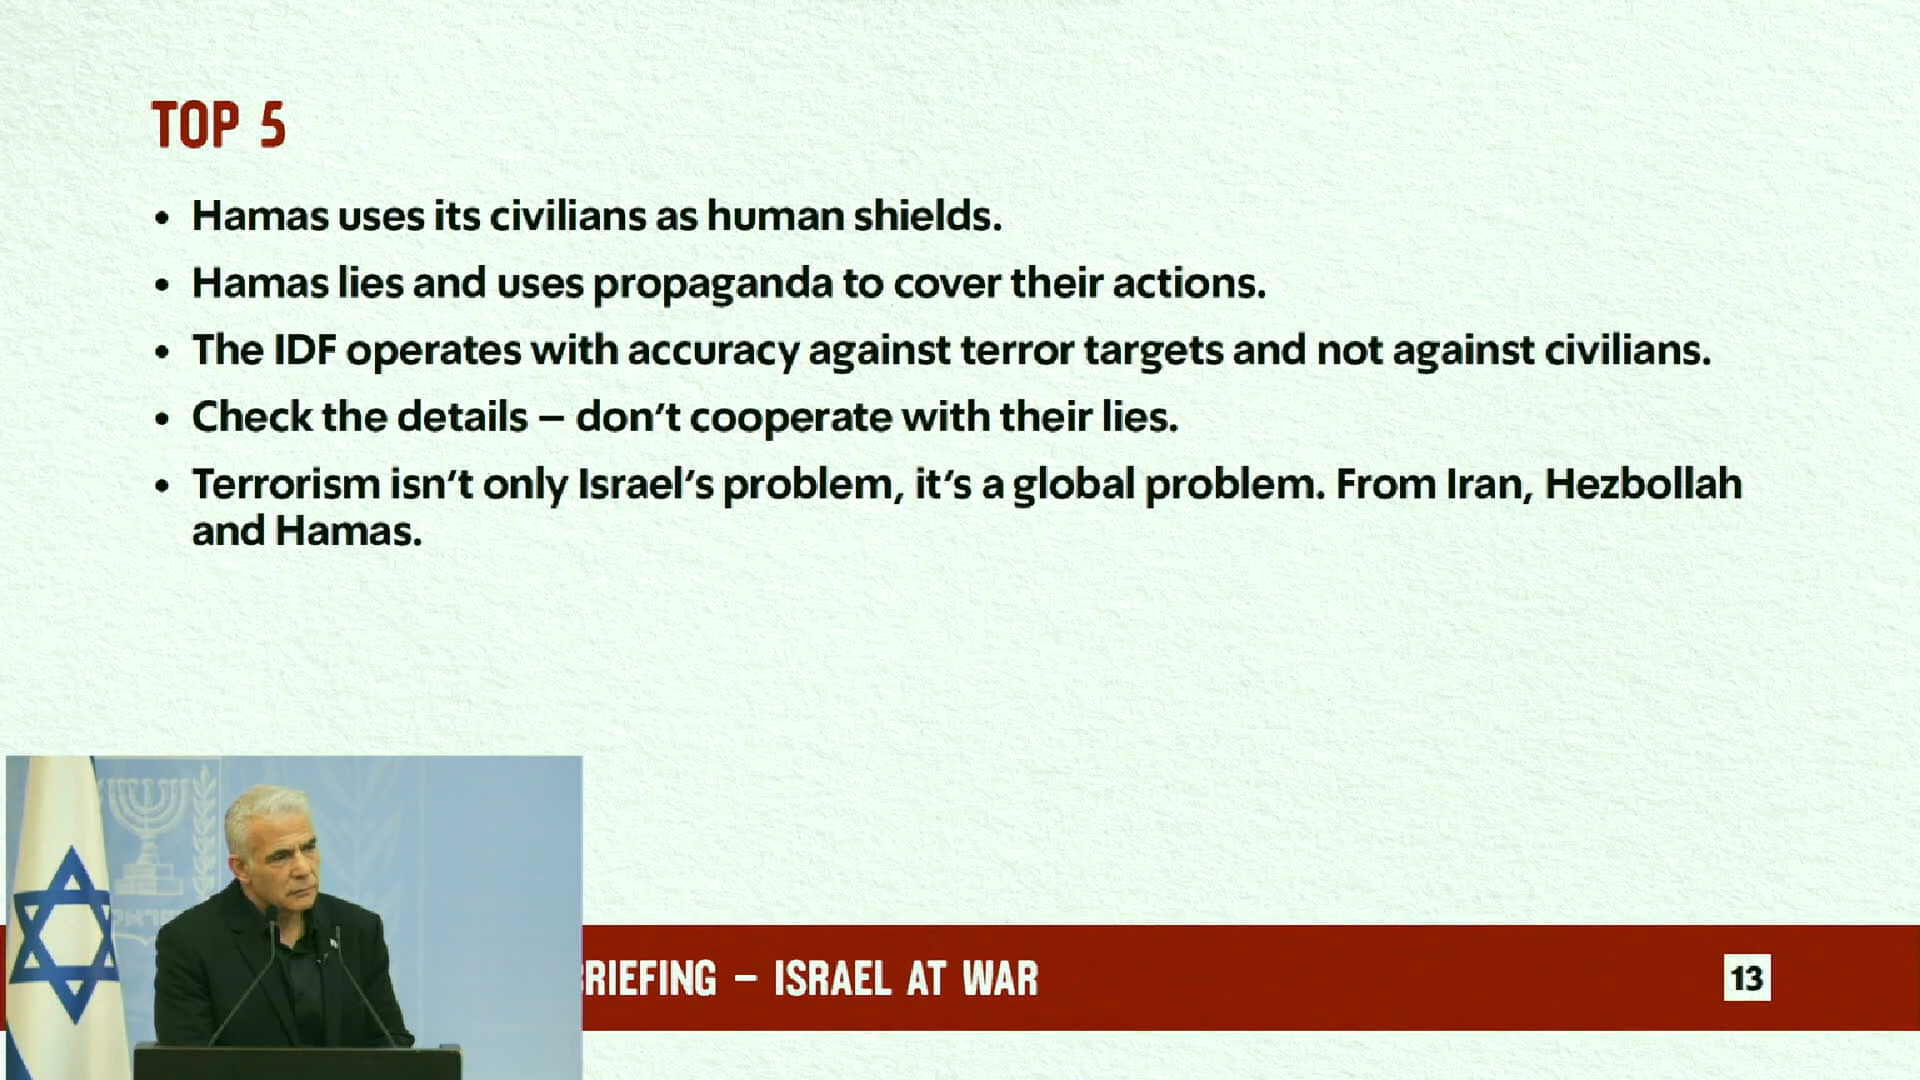 TOP 5
• Hamas uses its civilians as human shields.
• Hamas lies and uses propaganda to cover their actions.
• The IDF operates with accuracy against terror targets and not against civilians.
• Check the details – don’t cooperate with their lies.
• Terrorism isn’t only Israel’s problem, it’s a global problem. From Iran, Hezbollah
and Hamas.
RIEFING – ISRAEL AT WAR
13